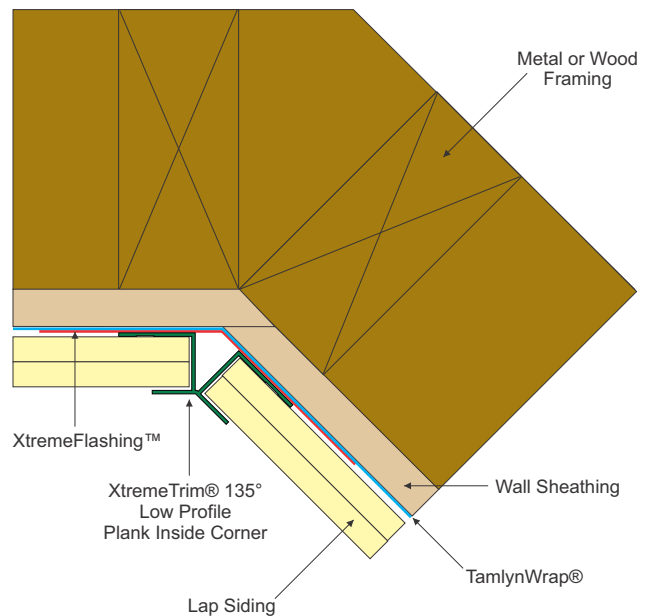 Metal or Wood
Framing
XtremeFlashing™
XtremeTrim® 135°
Low Profile
Plank Inside Corner
Wall Sheathing
TamlynWrap®
Lap Siding